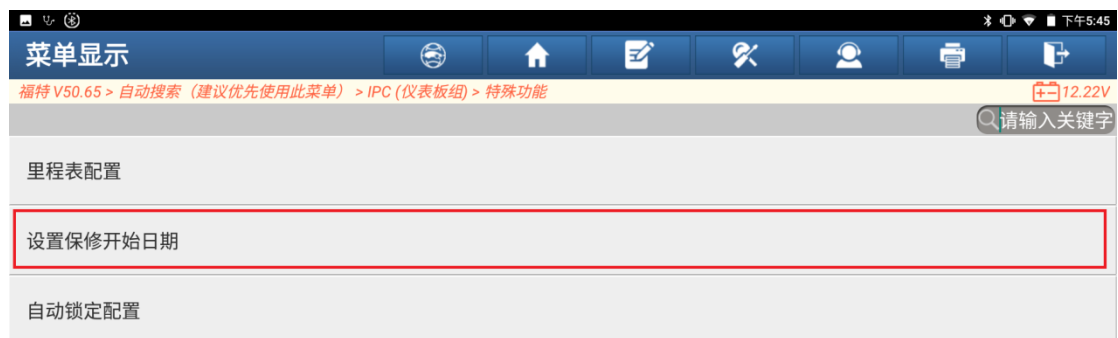 下午5:45
菜单显示
福特 V50.65 > 自动搜索（建议优先使用此菜单） > IPC (仪表板组) > 特殊功能
12.22V
请输入关键字
里程表配置
设置保修开始日期
自动锁定配置